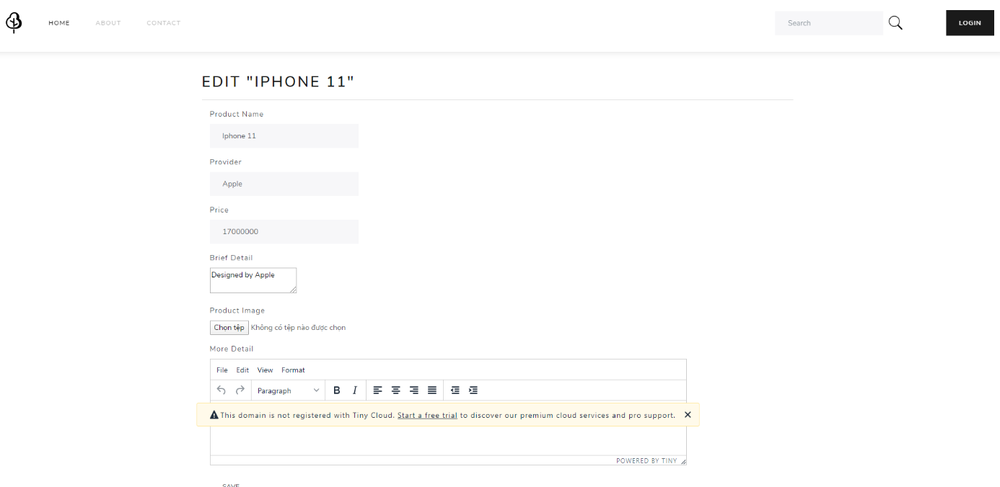 HOME ABOUT CONTACT Search LOGIN
EDIT "IPHONE 11"
Product Name
Iphone 11
Provider
Apple
Price
17000000
Brief Detail
Designed by Apple
Product Image
Chọn tệp Không có tệp nào được chọn
More Detail
File Edit View Format
Paragraph B I
This domain is not registered with Tiny Cloud. Start a free trial to discover our premium cloud services and pro support.
POWERED BY TINY
SAVE